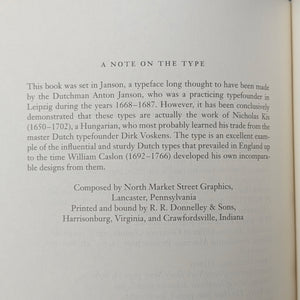 A NOTE ON THE TYPE
This book was set in Janson, a typeface long thought to have been made
by the Dutchman Anton Janson, who was a practicing typefounder in
Leipzig during the years 1668–1687. However, it has been conclusively
demonstrated that these types are actually the work of Nicholas Kis
(1650–1702), a Hungarian, who most probably learned his trade from the
master Dutch typefounder Dirk Voskens. The type is an excellent exam-
ple of the influential and sturdy Dutch types that prevailed in England up
to the time William Caslon (1692–1766) developed his own incompara-
ble designs from them.
Composed by North Market Street Graphics,
Lancaster, Pennsylvania
Printed and bound by R. R. Donnelley & Sons,
Harrisonburg, Virginia, and Crawfordsville, Indiana